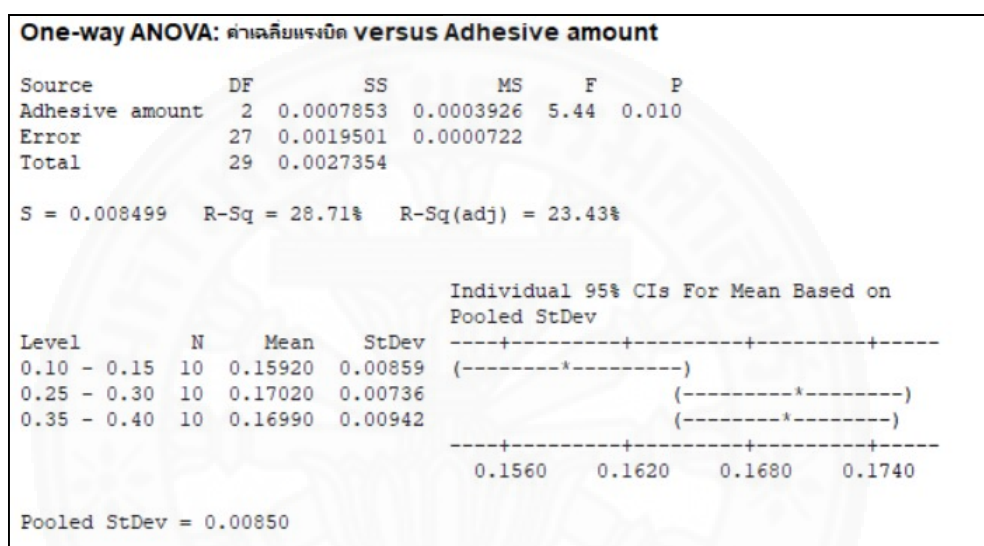 One-way ANOVA: ค่าเฉลี่ยแรงบิด versus Adhesive amount
Source DF SS MS F P
Adhesive amount 2 0.0007853 0.0003926 5.44 0.010
Error 27 0.0019501 0.0000722
Total 29 0.0027354
S = 0.008499 R-Sq = 28.71% R-Sq(adj) = 23.43%
Individual 95% CIs For Mean Based on
Pooled StDev
Level N Mean StDev ----+---------+---------+---------+-----
0.10 - 0.15 10 0.15920 0.00859 (--------*---------)
0.25 - 0.30 10 0.17020 0.00736 (---------*--------)
0.35 - 0.40 10 0.16990 0.00942 (--------*--------)
----+---------+---------+---------+-----
0.1560 0.1620 0.1680 0.1740
Pooled StDev = 0.00850